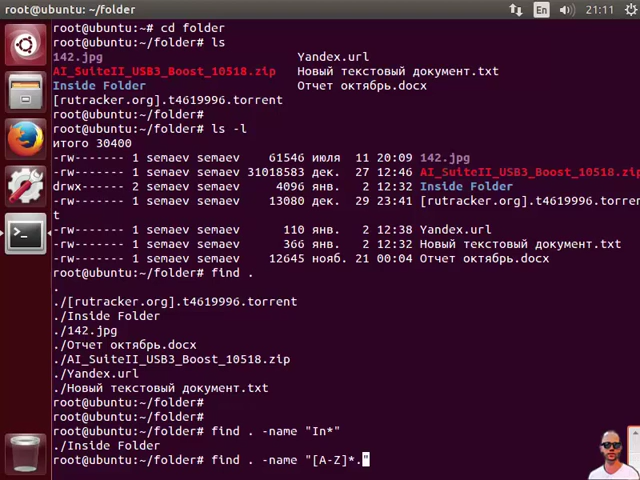 root@ubuntu: ~/folder
En
21:11
root@ubuntu:~# cd folder
root@ubuntu:~/folder# ls
142.jpg Yandex.url
AI_SuiteII_USB3_Boost_10518.zip Новый текстовый документ.txt
Inside Folder Отчет октябрь.docx
[rutracker.org].t4619996.torrent
root@ubuntu:~/folder#
root@ubuntu:~/folder# ls -l
итого 30400
-rw------- 1 semaev semaev 61546 июля 11 20:09 142.jpg
-rw------- 1 semaev semaev 31018583 дек. 27 12:46 AI_SuiteII_USB3_Boost_10518.zip
drwx------ 2 semaev semaev 4096 янв. 2 12:32 Inside Folder
-rw------- 1 semaev semaev 13080 дек. 29 23:41 [rutracker.org].t4619996.torren
t
-rw------- 1 semaev semaev 110 янв. 2 12:38 Yandex.url
-rw------- 1 semaev semaev 366 янв. 2 12:32 Новый текстовый документ.txt
-rw------- 1 semaev semaev 12645 нояб. 21 00:04 Отчет октябрь.docx
root@ubuntu:~/folder# find .
.
./[rutracker.org].t4619996.torrent
./Inside Folder
./142.jpg
./Отчет октябрь.docx
./AI_SuiteII_USB3_Boost_10518.zip
./Yandex.url
./Новый текстовый документ.txt
root@ubuntu:~/folder#
root@ubuntu:~/folder#
root@ubuntu:~/folder# find . -name "In*"
./Inside Folder
root@ubuntu:~/folder# find . -name "[A-Z]*."